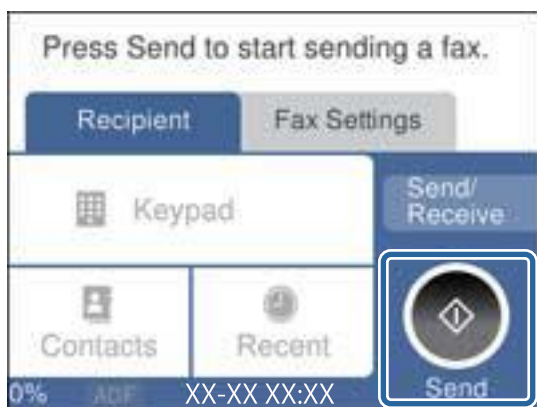 Press Send to start sending a fax.
Recipient
Fax Settings
Keypad
Send/
Receive
Contacts
Recent
0%
ADF
XX-XX XX:XX
Send